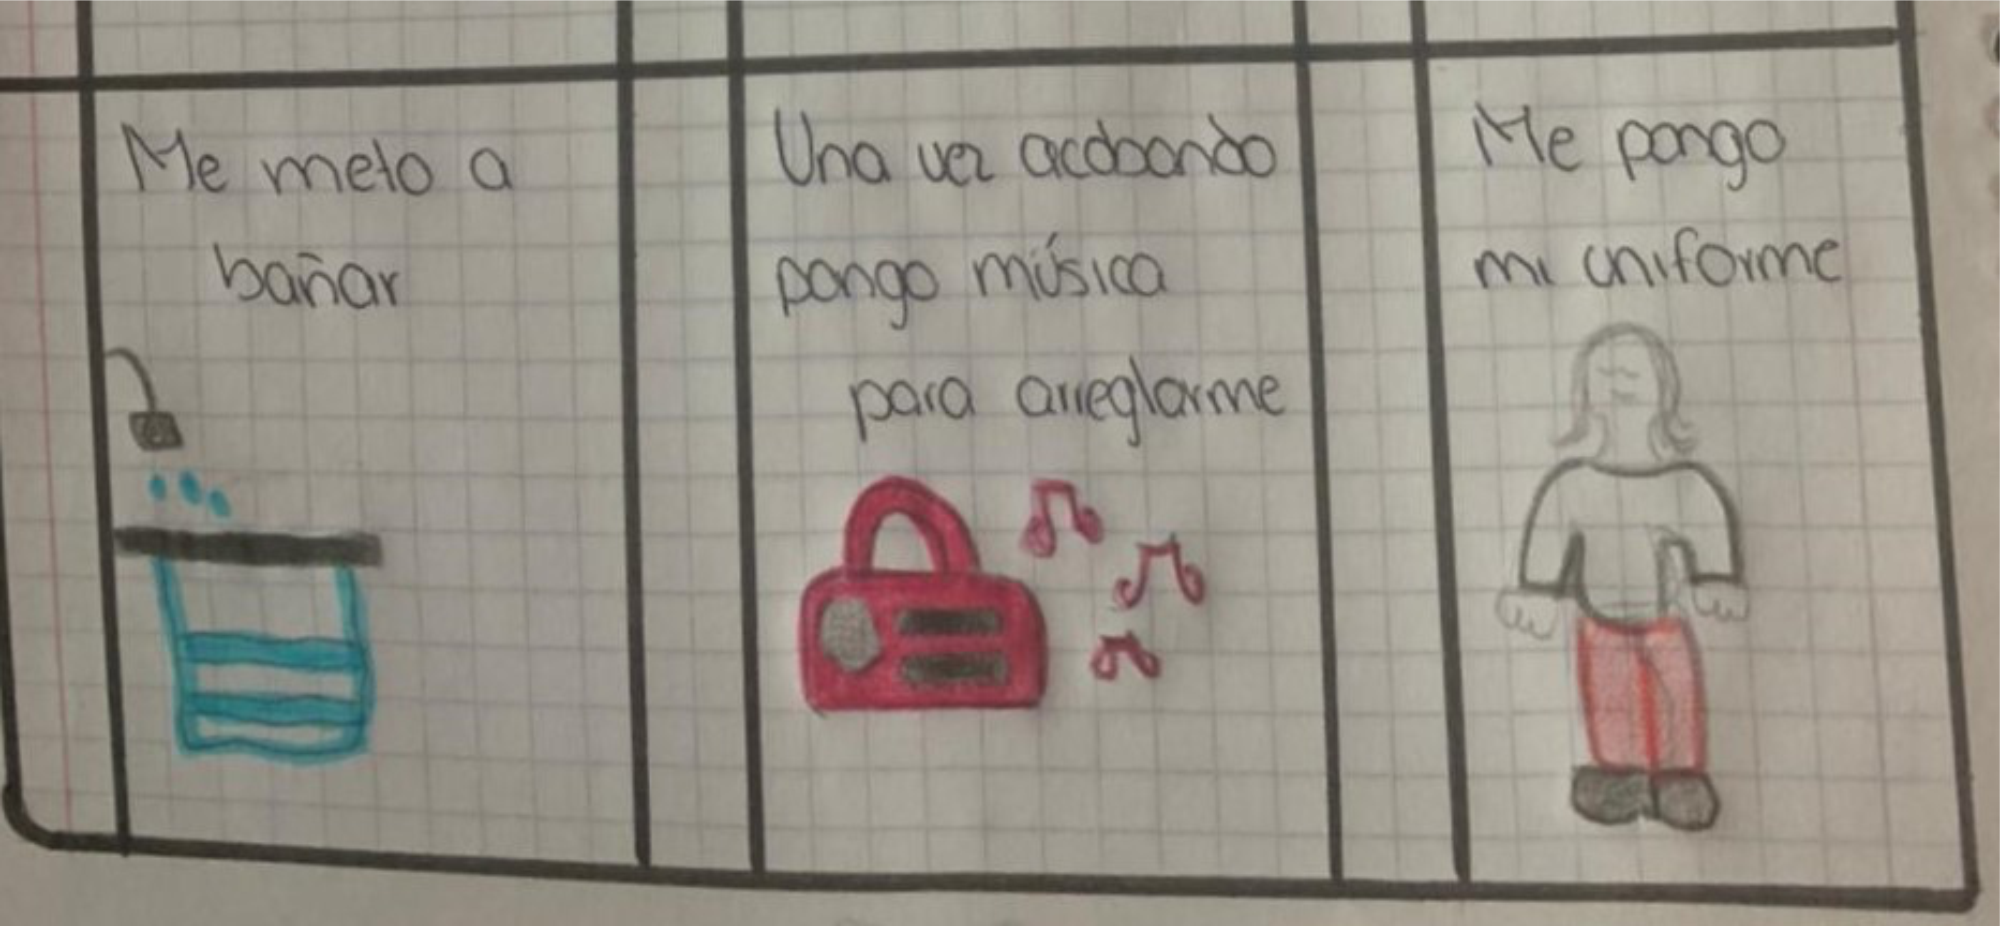 Me meto a
bañar
Una vez acabando
pongo música
para arreglarme
Me pongo
mi uniforme